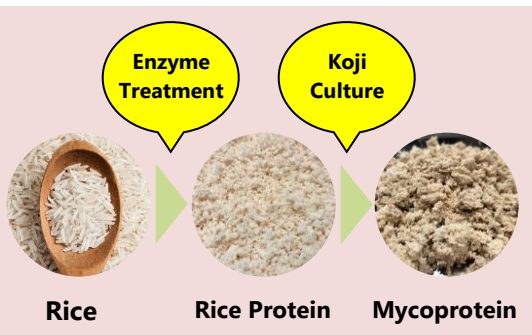 Enzyme
Treatment
Koji
Culture
Rice
Rice Protein
Mycoprotein